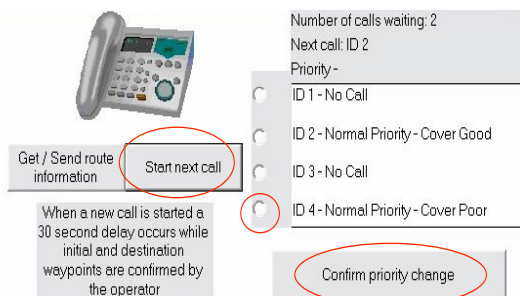 Number of calls waiting: 2
Next call: ID 2
Priority -
ID 1 - No Call
ID 2 - Normal Priority - Cover Good
ID 3 - No Call
ID 4 - Normal Priority - Cover Poor
Get / Send route
information
Start next call
When a new call is started a
30 second delay occurs while
initial and destination
waypoints are confirmed by
the operator
Confirm priority change